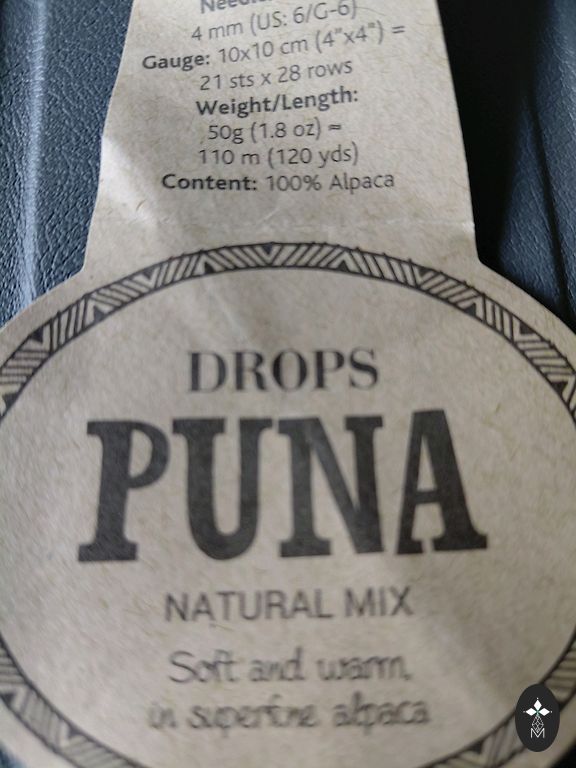 Needle
4 mm (US: 6/G-6)
Gauge: 10x10 cm (4"x4") =
21 sts x 28 rows
Weight/Length:
50g (1.8 oz) ≈
110 m (120 yds)
Content: 100% Alpaca
DROPS
PUNA
NATURAL MIX
Soft and warm,
in superfine alpaca
M